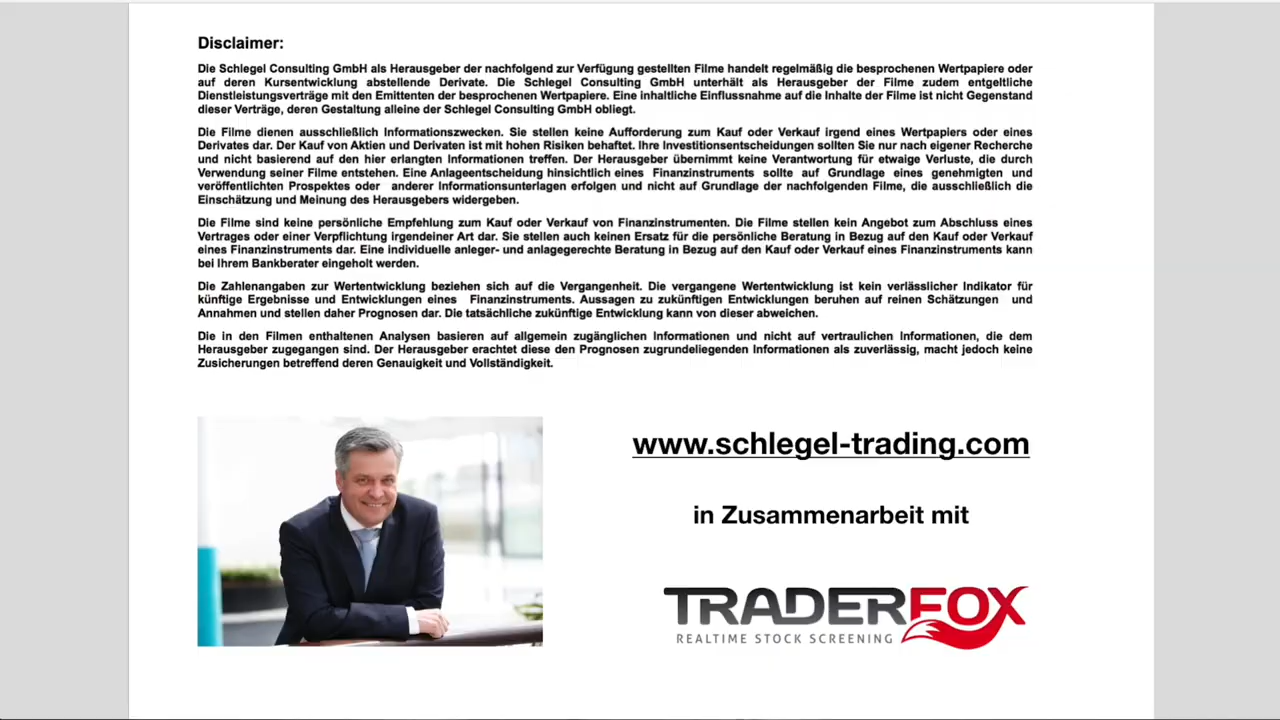 Disclaimer:
Die Schlegel Consulting GmbH als Herausgeber der nachfolgend zur Verfügung gestellten Filme handelt regelmäßig die besprochenen Wertpapiere oder
auf deren Kursentwicklung abstellende Derivate. Die Schlegel Consulting GmbH unterhält als Herausgeber der Filme zudem entgeltliche
Dienstleistungsverträge mit den Emittenten der besprochenen Wertpapiere. Eine inhaltliche Einflussnahme auf die Inhalte der Filme ist nicht Gegenstand
dieser Verträge, deren Gestaltung alleine der Schlegel Consulting GmbH obliegt.
Die Filme dienen ausschließlich Informationszwecken. Sie stellen keine Aufforderung zum Kauf oder Verkauf irgend eines Wertpapiers oder eines
Derivates dar. Der Kauf von Aktien und Derivaten ist mit hohen Risiken behaftet. Ihre Investitionsentscheidungen sollten Sie nur nach eigener Recherche
und nicht basierend auf den hier erlangten Informationen treffen. Der Herausgeber übernimmt keine Verantwortung für etwaige Verluste, die durch
Verwendung seiner Filme entstehen. Eine Anlageentscheidung hinsichtlich eines Finanzinstruments sollte auf Grundlage eines genehmigten und
veröffentlichten Prospektes oder anderer Informationsunterlagen erfolgen und nicht auf Grundlage der nachfolgenden Filme, die ausschließlich die
Einschätzung und Meinung des Herausgebers widergeben.
Die Filme sind keine persönliche Empfehlung zum Kauf oder Verkauf von Finanzinstrumenten. Die Filme stellen kein Angebot zum Abschluss eines
Vertrages oder einer Verpflichtung irgendeiner Art dar. Sie stellen auch keinen Ersatz für die persönliche Beratung in Bezug auf den Kauf oder Verkauf
eines Finanzinstruments dar. Eine individuelle anleger- und anlagegerechte Beratung in Bezug auf den Kauf oder Verkauf eines Finanzinstruments kann
bei Ihrem Bankberater eingeholt werden.
Die Zahlenangaben zur Wertentwicklung beziehen sich auf die Vergangenheit. Die vergangene Wertentwicklung ist kein verlässlicher Indikator für
künftige Ergebnisse und Entwicklungen eines Finanzinstruments. Aussagen zu zukünftigen Entwicklungen beruhen auf reinen Schätzungen und
Annahmen und stellen daher Prognosen dar. Die tatsächliche zukünftige Entwicklung kann von dieser abweichen.
Die in den Filmen enthaltenen Analysen basieren auf allgemein zugänglichen Informationen und nicht auf vertraulichen Informationen, die dem
Herausgeber zugegangen sind. Der Herausgeber erachtet diese den Prognosen zugrundeliegenden Informationen als zuverlässig, macht jedoch keine
Zusicherungen betreffend deren Genauigkeit und Vollständigkeit.
www.schlegel-trading.com
in Zusammenarbeit mit
TRADERFOX
REALTIME STOCK SCREENING